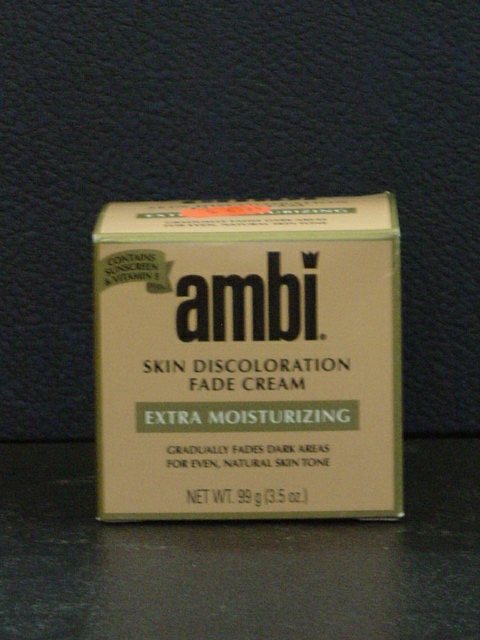 CONTAINS
SUNSCREEN
& VITAMIN E
ambi
SKIN DISCOLORATION
FADE CREAM
EXTRA MOISTURIZING
GRADUALLY FADES DARK AREAS
FOR EVEN, NATURAL SKIN TONE
NET WT. 99 g (3.5 oz.)